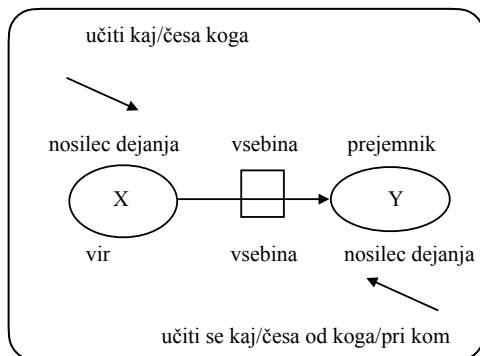 učiti kaj/česa koga
nosilec dejanja vsebina prejemnik
X Y
vir vsebina nosilec dejanja
učiti se kaj/česa od koga/pri kom